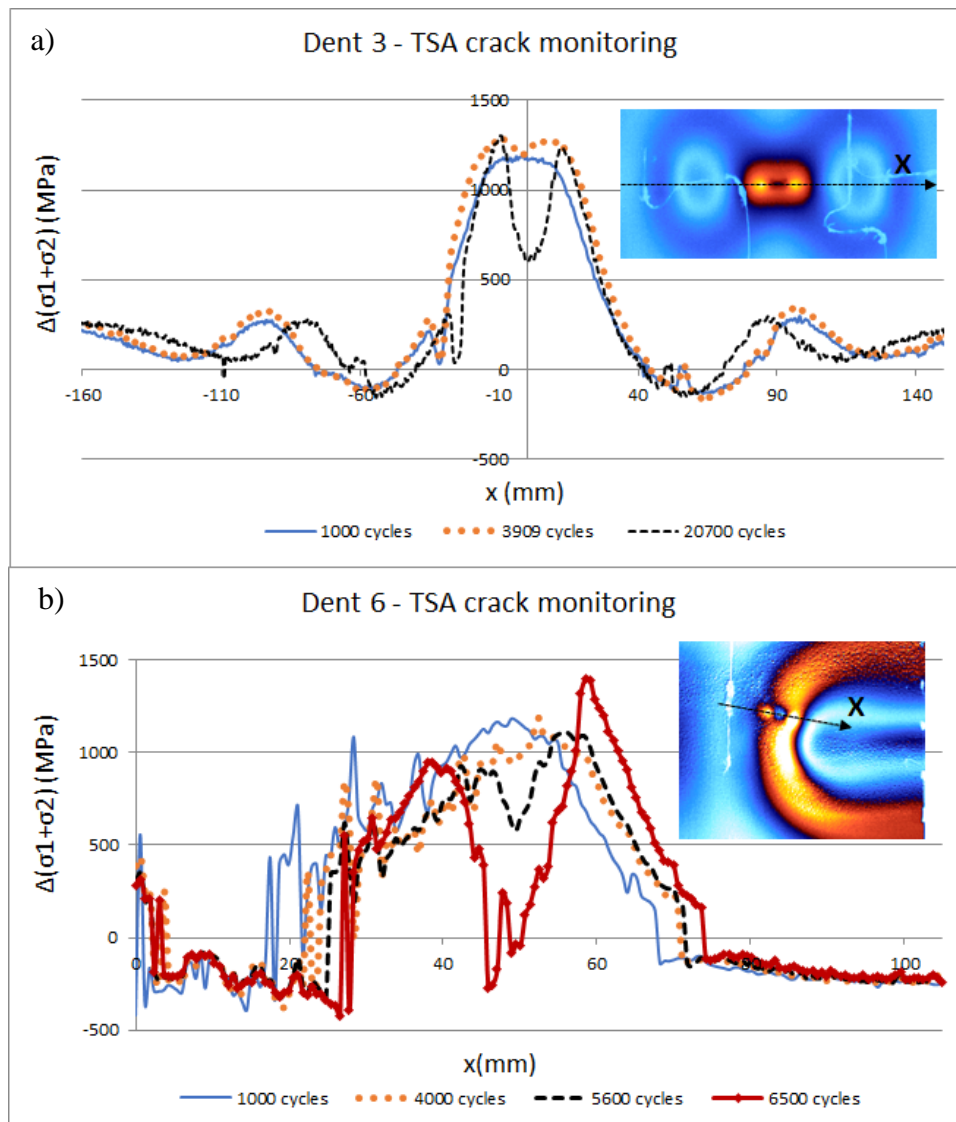 a)
Dent 3 - TSA crack monitoring
1500
1000
500
0
-500
Δ(σ1+σ2) (MPa)
X
-160 -110 -60 -10 40 90 140
x (mm)
1000 cycles 3909 cycles 20700 cycles
b)
Dent 6 - TSA crack monitoring
1500
1000
500
0
-500
Δ(σ1+σ2) (MPa)
X
0 20 40 60 80 100
x(mm)
1000 cycles 4000 cycles 5600 cycles 6500 cycles